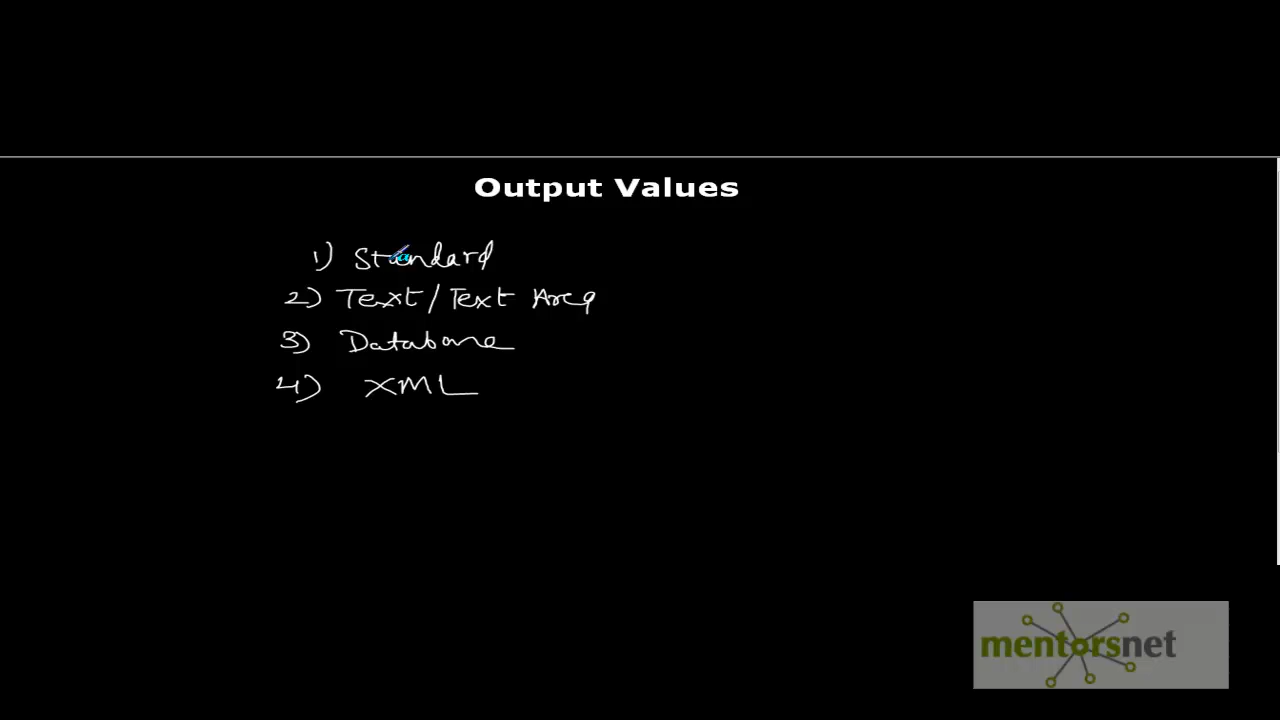 Output Values
1) Standard
2) Text/Text Area
3) Database
4) XML
mentorsnet